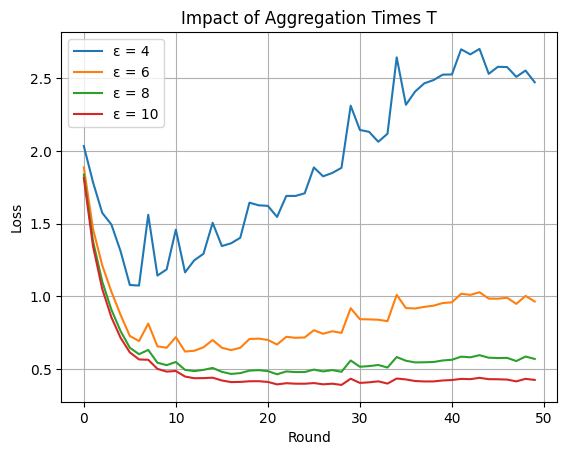 Impact of Aggregation Times T
ε = 4
ε = 6
ε = 8
ε = 10
Loss
2.5
2.0
1.5
1.0
0.5
0 10 20 30 40 50
Round